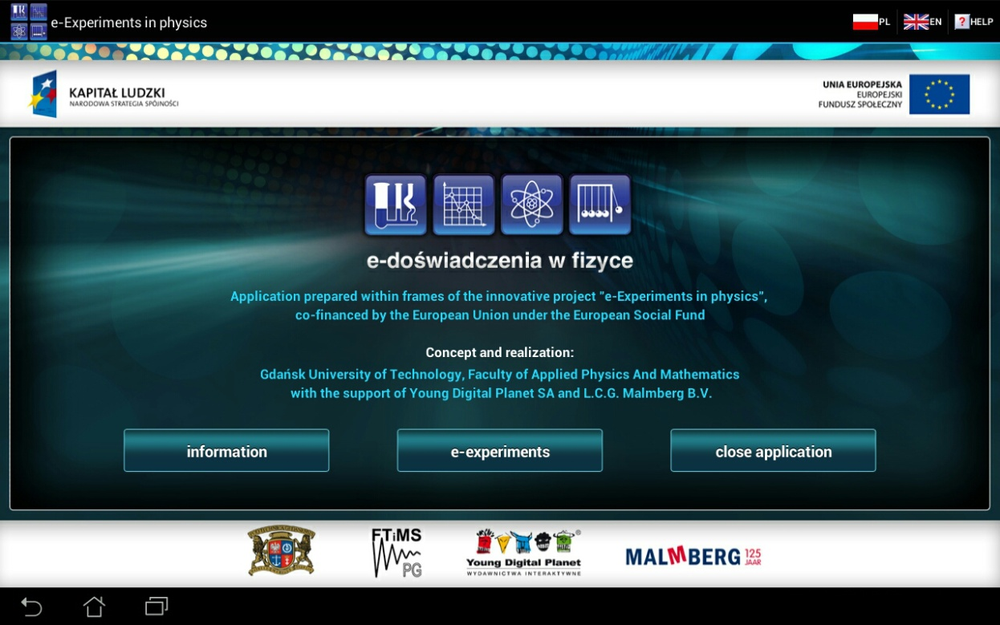 e-Experiments in physics
PL
EN
? HELP
KAPITAŁ LUDZKI
NARODOWA STRATEGIA SPÓJNOŚCI
UNIA EUROPEJSKA
EUROPEJSKI
FUNDUSZ SPOŁECZNY
e-doświadczenia w fizyce
Application prepared within frames of the innovative project "e-Experiments in physics",
co-financed by the European Union under the European Social Fund
Concept and realization:
Gdańsk University of Technology, Faculty of Applied Physics And Mathematics
with the support of Young Digital Planet SA and L.C.G. Malmberg B.V.
information
e-experiments
close application
FTiMS
PG
Young Digital Planet
WYDAWNICTWA INTERAKTYWNE
MALMBERG 125
JAAR